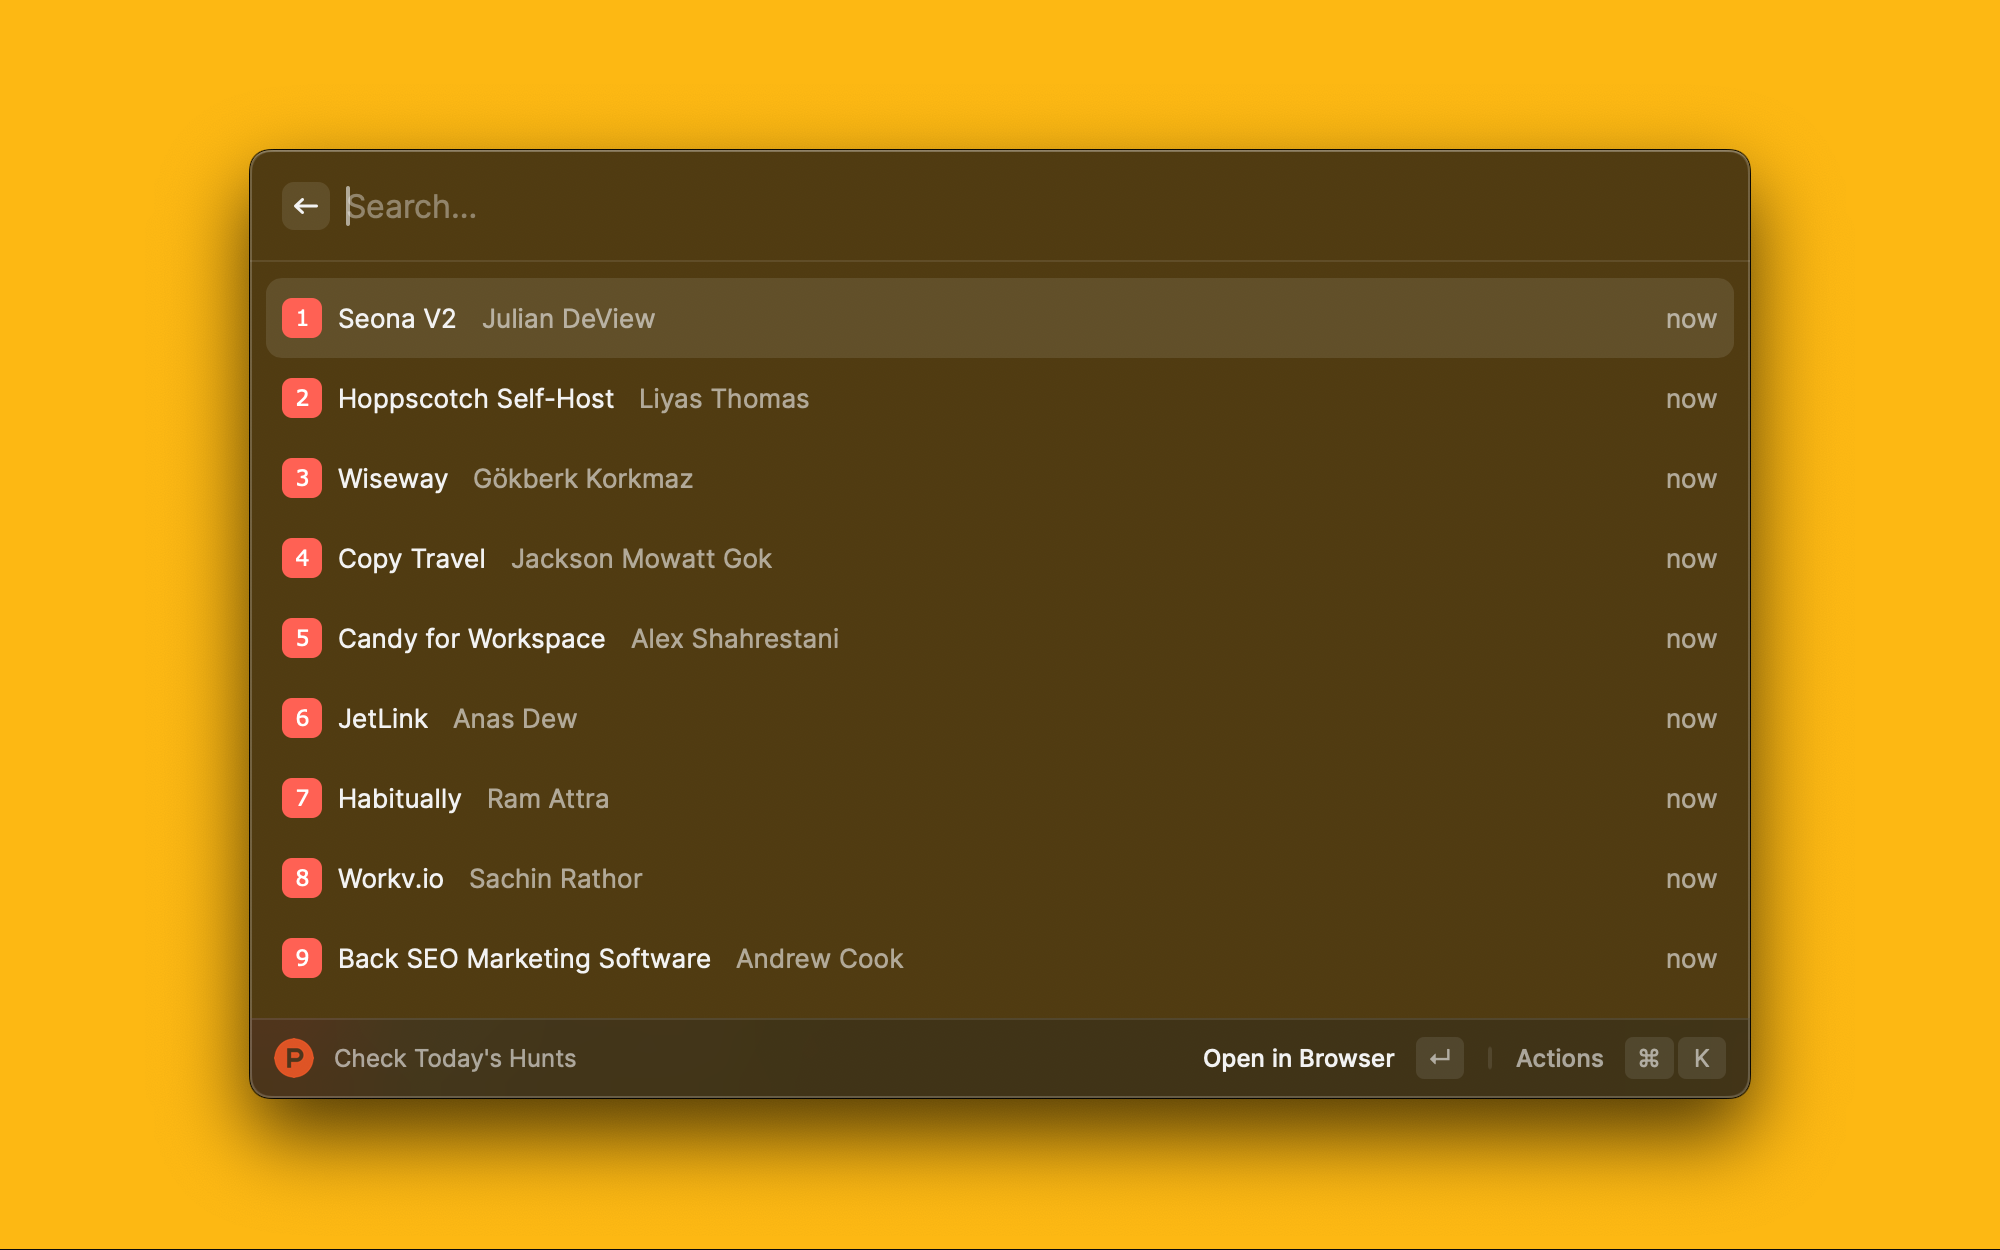 Search...
1 Seona V2 Julian DeView now
2 Hoppscotch Self-Host Liyas Thomas now
3 Wiseway Gökberk Korkmaz now
4 Copy Travel Jackson Mowatt Gok now
5 Candy for Workspace Alex Shahrestani now
6 JetLink Anas Dew now
7 Habitually Ram Attra now
8 Workv.io Sachin Rathor now
9 Back SEO Marketing Software Andrew Cook now
P Check Today's Hunts Open in Browser Actions ⌘ K